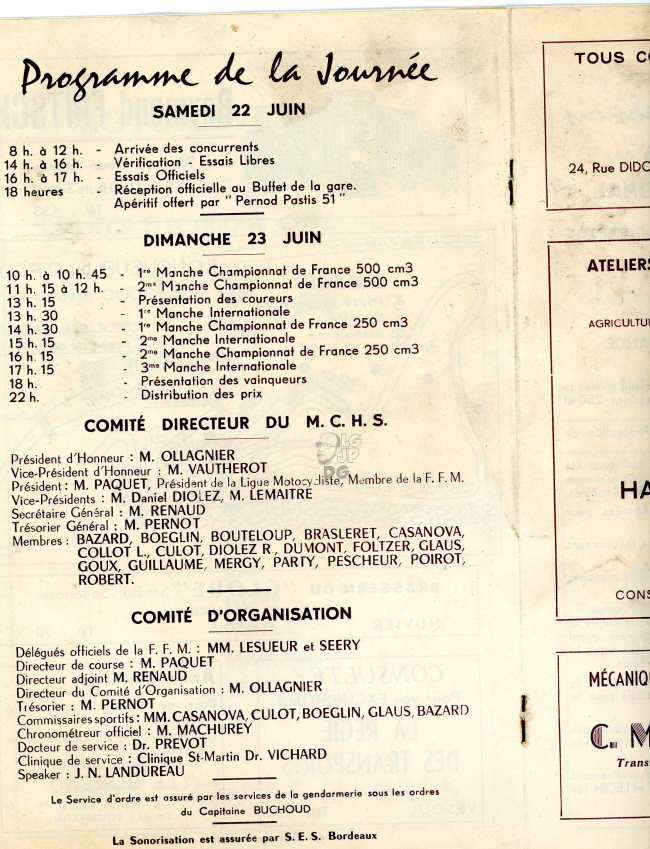 Programme de la Journée
SAMEDI 22 JUIN
8 h. à 12 h. - Arrivée des concurrents
14 h. à 16 h. - Vérification - Essais Libres
16 h. à 17 h. - Essais Officiels
18 heures - Réception officielle au Buffet de la gare.
Apéritif offert par " Pernod Pastis 51 "
DIMANCHE 23 JUIN
10 h. à 10 h. 45 - 1re Manche Championnat de France 500 cm3
11 h. 15 à 12 h. - 2me Manche Championnat de France 500 cm3
13 h. 15 - Présentation des coureurs
13 h. 30 - 1re Manche Internationale
14 h. 30 - 1re Manche Championnat de France 250 cm3
15 h. 15 - 2me Manche Internationale
16 h. 15 - 2me Manche Championnat de France 250 cm3
17 h. 15 - 3me Manche Internationale
18 h. - Présentation des vainqueurs
22 h. - Distribution des prix
COMITÉ DIRECTEUR DU M. C. H. S.
Président d'Honneur : M. OLLAGNIER
Vice-Président d'Honneur : M. VAUTHEROT
Président : M. PAQUET, Président de la Ligue Motocycliste, Membre de la F. F. M.
Vice-Présidents : M. Daniel DIOLEZ, M. LEMAITRE
Secrétaire Général : M. RENAUD
Trésorier Général : M. PERNOT
Membres : BAZARD, BOEGLIN, BOUTELOUP, BRASLERET, CASANOVA,
COLLOT L., CULOT, DIOLEZ R., DUMONT, FOLTZER, GLAUS,
GOUX, GUILLAUME, MERGY, PARTY, PESCHEUR, POIROT,
ROBERT.
COMITÉ D'ORGANISATION
Délégués officiels de la F. F. M. : MM. LESUEUR et SEERY
Directeur de course : M. PAQUET
Directeur adjoint M. RENAUD
Directeur du Comité d'Organisation : M. OLLAGNIER
Trésorier : M. PERNOT
Commissaires sportifs : MM. CASANOVA, CULOT, BOEGLIN, GLAUS, BAZARD
Chronométreur officiel : M. MACHUREY
Docteur de service : Dr. PREVOT
Clinique de service : Clinique St-Martin Dr. VICHARD
Speaker : J. N. LANDUREAU
Le Service d'ordre est assuré par les services de la gendarmerie sous les ordres
du Capitaine BUCHOUD
La Sonorisation est assurée par S. E. S. Bordeaux
TOUS CO
24, Rue DIDO
ATELIERS
AGRICULTU
HA
CONS
MÉCANIQU
C. M
Trans
LG
JP
RG